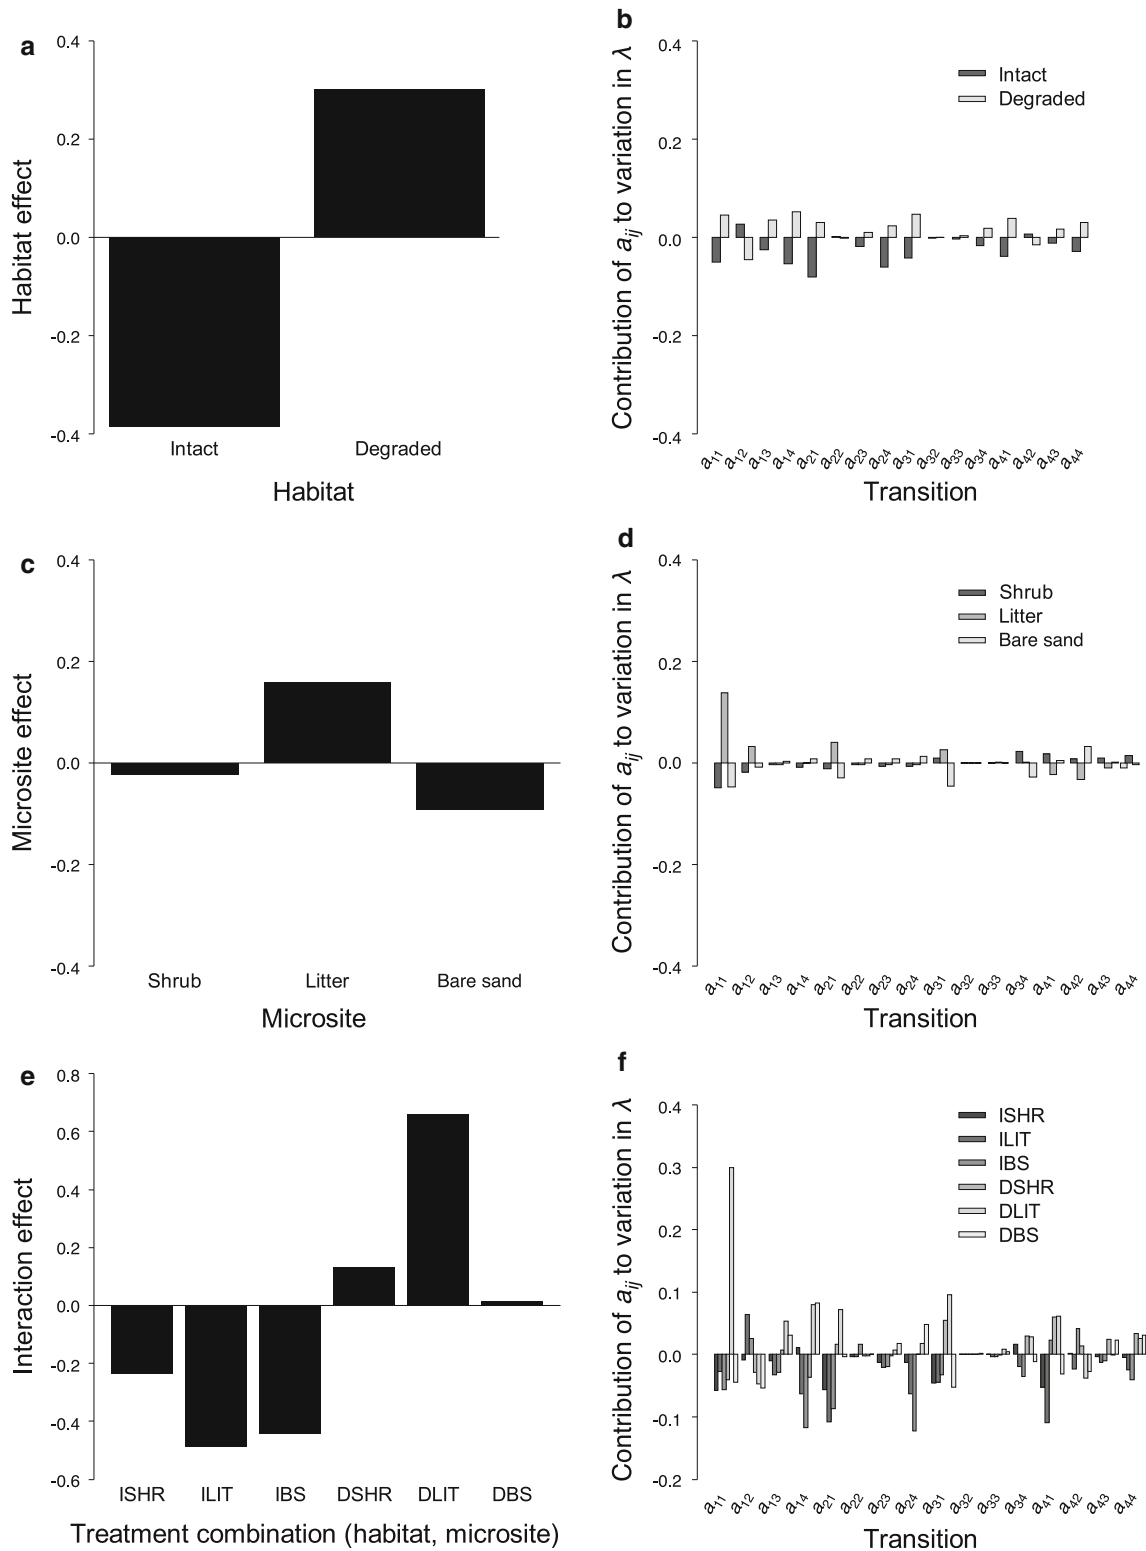 a
0.4
0.2
0.0
-0.2
-0.4
Habitat effect
Intact Degraded
Habitat
b
0.4
0.2
0.0
-0.2
-0.4
Contribution of aij to variation in λ
Intact
Degraded
a11 a12 a13 a14 a21 a22 a23 a24 a31 a32 a33 a34 a41 a42 a43 a44
Transition
c
0.4
0.2
0.0
-0.2
-0.4
Microsite effect
Shrub Litter Bare sand
Microsite
d
0.4
0.2
0.0
-0.2
-0.4
Contribution of aij to variation in λ
Shrub
Litter
Bare sand
a11 a12 a13 a14 a21 a22 a23 a24 a31 a32 a33 a34 a41 a42 a43 a44
Transition
e
0.8
0.6
0.4
0.2
0.0
-0.2
-0.4
-0.6
Interaction effect
ISHR ILIT IBS DSHR DLIT DBS
Treatment combination (habitat, microsite)
f
0.4
0.3
0.2
0.1
0.0
-0.1
-0.2
Contribution of aij to variation in λ
ISHR
ILIT
IBS
DSHR
DLIT
DBS
a11 a12 a13 a14 a21 a22 a23 a24 a31 a32 a33 a34 a41 a42 a43 a44
Transition